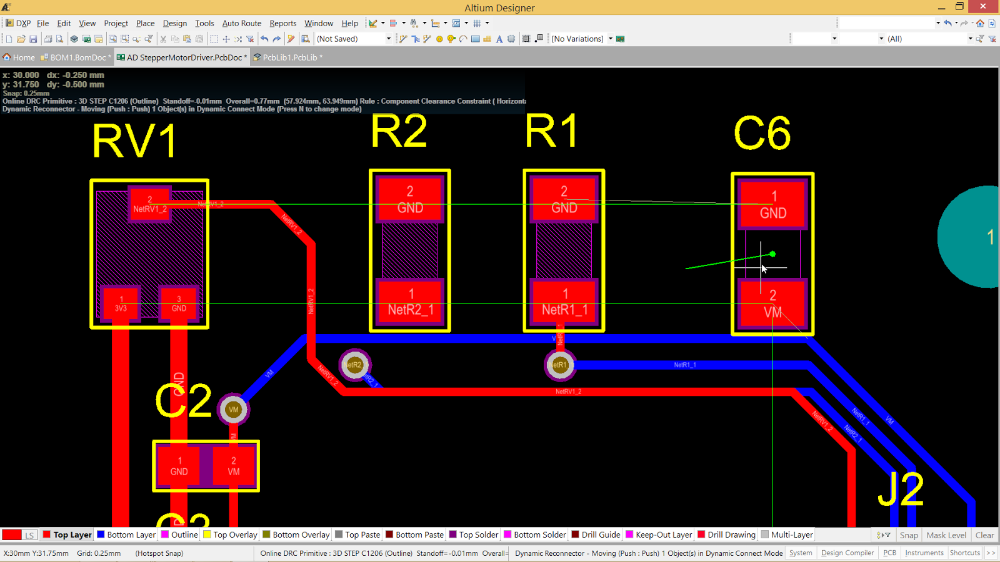 Altium Designer
DXP File Edit View Project Place Design Tools Auto Route Reports Window Help
(Not Saved) [No Variations] (All)
Home BOM1.BomDoc * AD StepperMotorDriver.PcbDoc * PcbLib1.PcbLib *
x: 30.000 dx: -0.250 mm
y: 31.750 dy: -0.500 mm
Snap: 0.25mm
Online DRC Primitive : 3D STEP C1206 (Outline) Standoff=-0.01mm Overall=0.77mm (57.924mm, 63.949mm) Rule : Component Clearance Constraint ( Horizonta
Dynamic Reconnector - Moving (Push : Push) 1 Object(s) in Dynamic Connect Mode (Press N to change mode)
RV1 R2 R1 C6
2
NetRV1_2
NetRV1_2
NetRV1_2
2
GND
2
GND
1
GND
1
NetRV1_2
1
3V3
3
GND
1
NetR2_1
1
NetR1_1
2
VM
NetR1_1
NetR1_1
NetRV1_2
NetRV1_2
VM
GND
C2
VM
VM
NetR1_1
NetR2_1
NetRV1_2
VM
1
GND
2
VM
J2
Top Layer Bottom Layer Outline Top Overlay Bottom Overlay Top Paste Bottom Paste Top Solder Bottom Solder Drill Guide Keep-Out Layer Drill Drawing Multi-Layer Snap Mask Level Clear
LS
X:30mm Y:31.75mm Grid: 0.25mm (Hotspot Snap) Online DRC Primitive : 3D STEP C1206 (Outline) Standoff=-0.01mm Overall= Dynamic Reconnector - Moving (Push : Push) 1 Object(s) in Dynamic Connect Mode System Design Compiler PCB Instruments Shortcuts >>